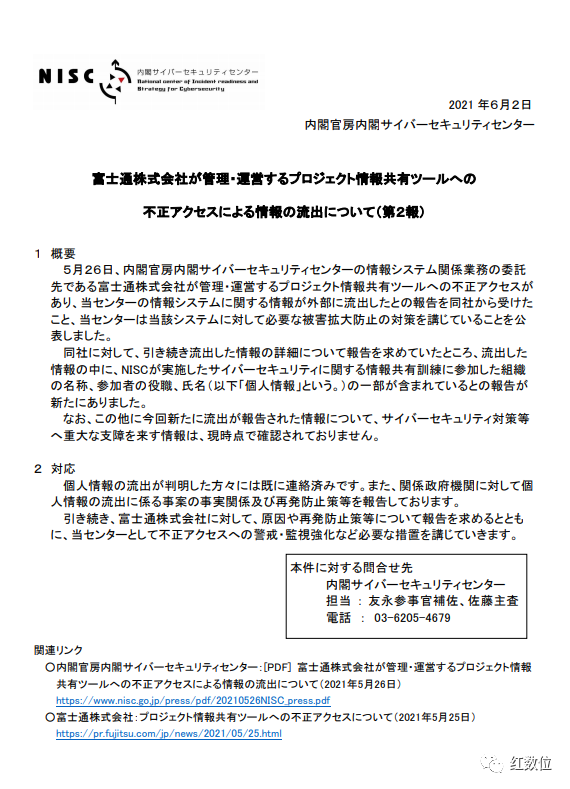 NISC 内閣サイバーセキュリティセンター
National center of Incident readiness and
Strategy for Cybersecurity
2021年6月2日
内閣官房内閣サイバーセキュリティセンター
富士通株式会社が管理・運営するプロジェクト情報共有ツールへの
不正アクセスによる情報の流出について(第2報)
1 概要
5月26日、内閣官房内閣サイバーセキュリティセンターの情報システム関係業務の委託
先である富士通株式会社が管理・運営するプロジェクト情報共有ツールへの不正アクセスが
あり、当センターの情報システムに関する情報が外部に流出したとの報告を同社から受けた
こと、当センターは当該システムに対して必要な被害拡大防止の対策を講じていることを公
表しました。
同社に対して、引き続き流出した情報の詳細について報告を求めていたところ、流出した
情報の中に、NISCが実施したサイバーセキュリティに関する情報共有訓練に参加した組織
の名称、参加者の役職、氏名(以下「個人情報」という。)の一部が含まれているとの報告が
新たにありました。
なお、この他に今回新たに流出が報告された情報について、サイバーセキュリティ対策等
へ重大な支障を来す情報は、現時点で確認されておりません。
2 対応
個人情報の流出が判明した方々には既に連絡済みです。また、関係政府機関に対して個
人情報の流出に係る事案の事実関係及び再発防止策等を報告しております。
引き続き、富士通株式会社に対して、原因や再発防止策等について報告を求めるととも
に、当センターとして不正アクセスへの警戒・監視強化など必要な措置を講じていきます。
本件に対する問合せ先
内閣サイバーセキュリティセンター
担当 : 友永参事官補佐、佐藤主査
電話 : 03-6205-4679
関連リンク
○内閣官房内閣サイバーセキュリティセンター:[PDF] 富士通株式会社が管理・運営するプロジェクト情報
共有ツールへの不正アクセスによる情報の流出について(2021年5月26日)
https://www.nisc.go.jp/press/pdf/20210526NISC_press.pdf
○富士通株式会社:プロジェクト情報共有ツールへの不正アクセスについて(2021年5月25日)
https://pr.fujitsu.com/jp/news/2021/05/25.html
红数位